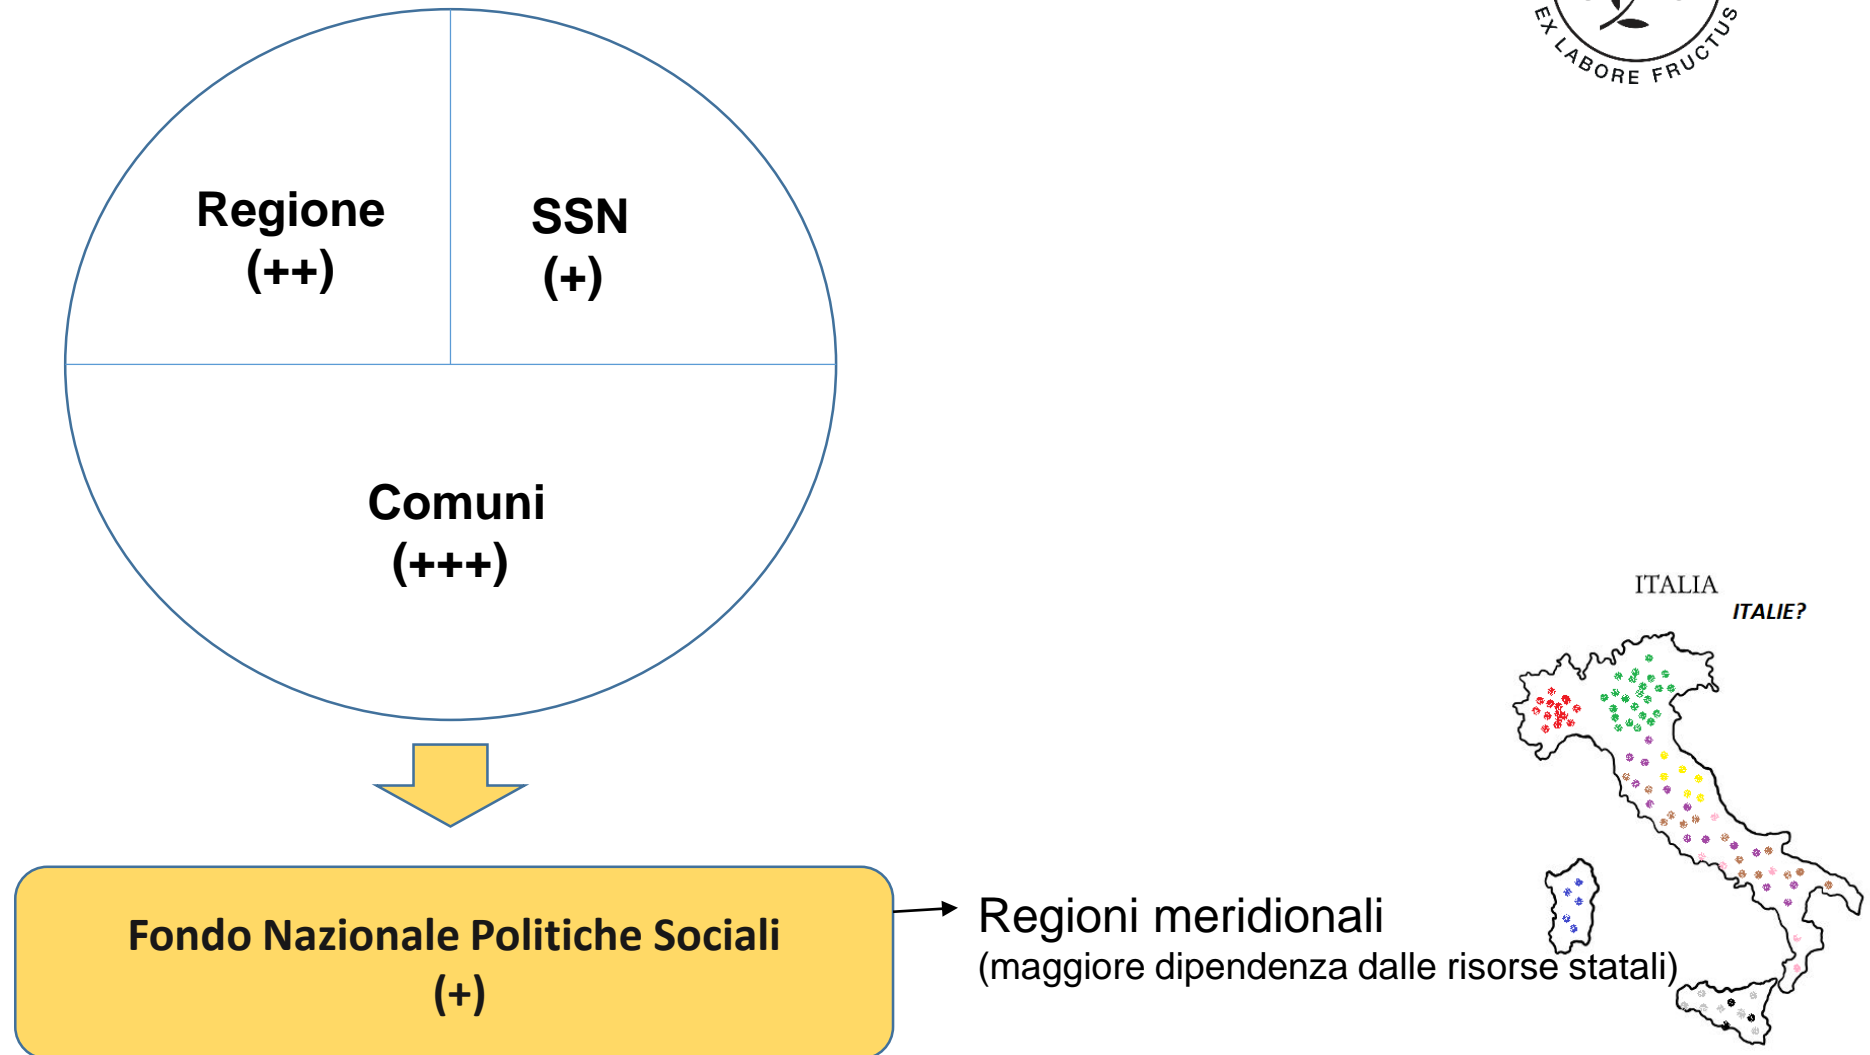 EX LABORE FRUCTUS
Regione
(++)
SSN
(+)
Comuni
(+++)
ITALIA
ITALIE?
Fondo Nazionale Politiche Sociali
(+)
Regioni meridionali
(maggiore dipendenza dalle risorse statali)